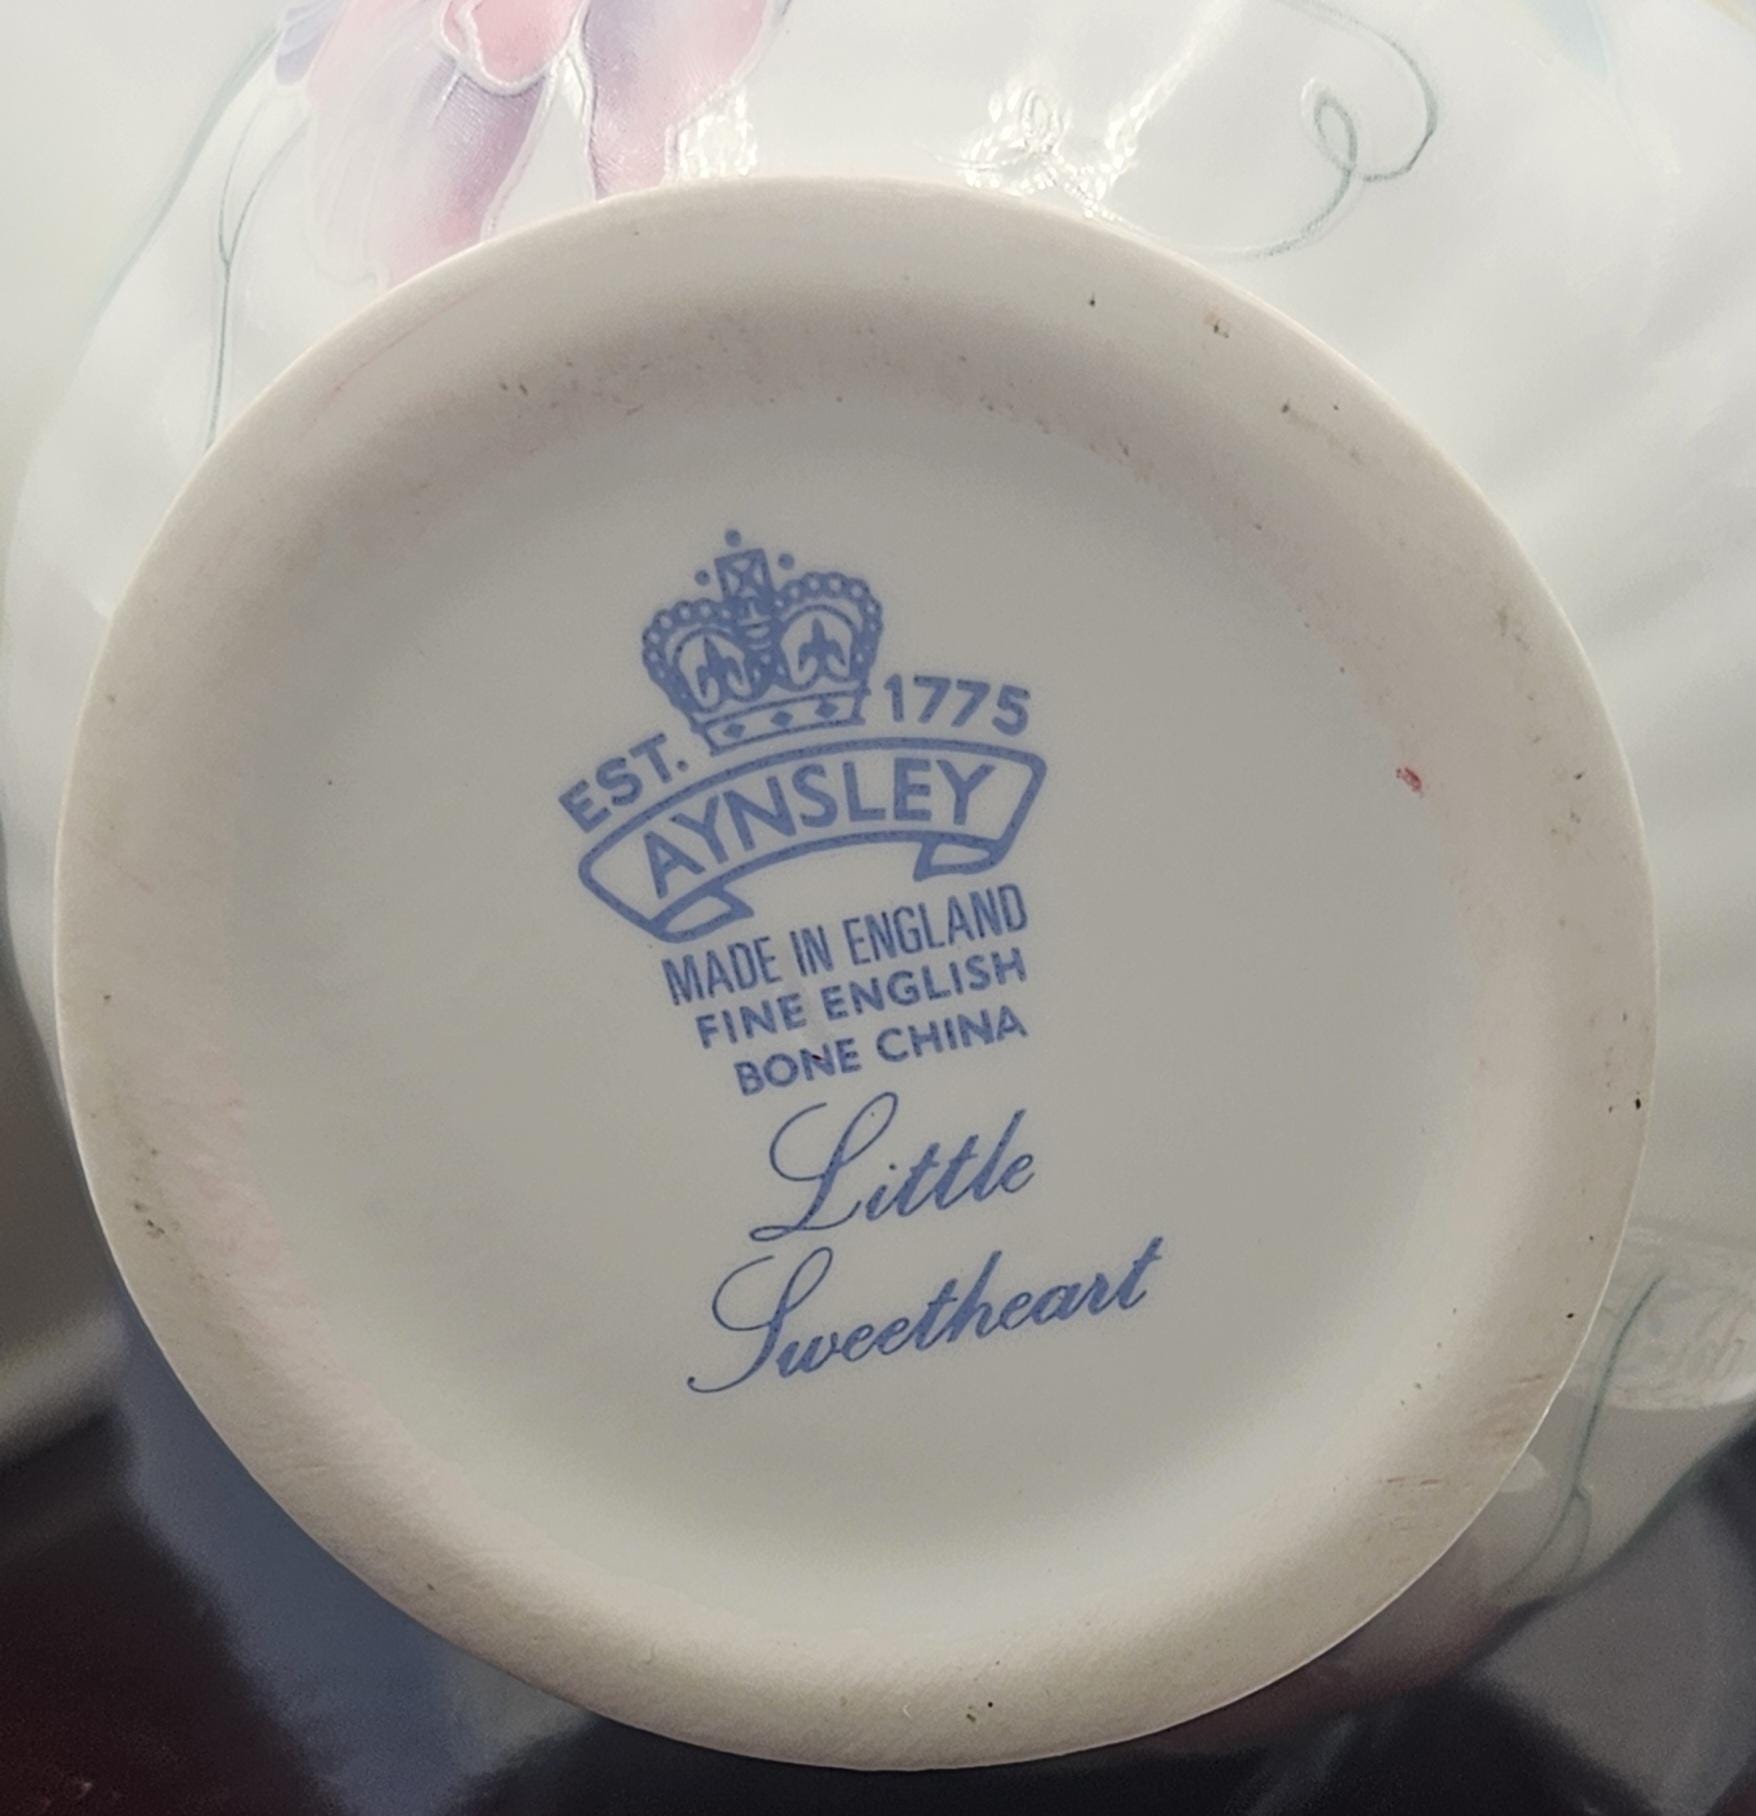 EST. 1775
AYNSLEY
MADE IN ENGLAND
FINE ENGLISH
BONE CHINA
Little
Sweetheart